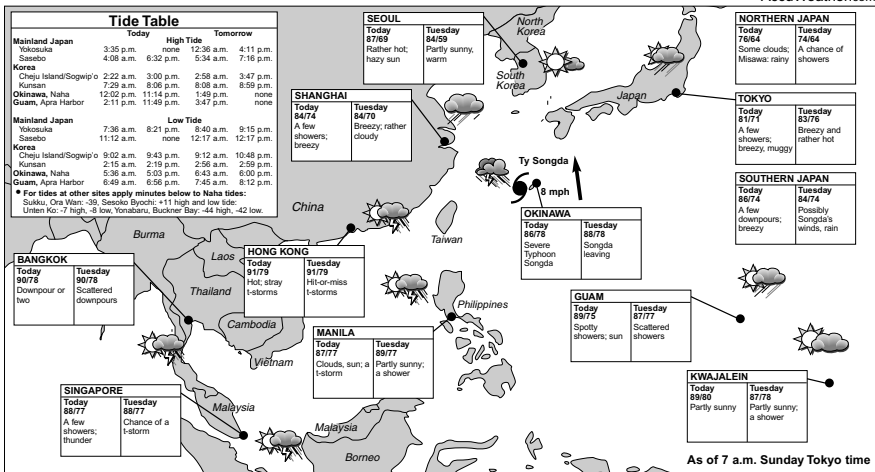 Tide Table
Today Tomorrow
Mainland Japan High Tide
Yokosuka 3:35 p.m. none 12:36 a.m. 4:11 p.m.
Sasebo 4:08 a.m. 6:32 p.m. 5:34 a.m. 7:16 p.m.
Korea
Cheju Island/Sogwip'o 2:22 a.m. 3:00 p.m. 2:58 a.m. 3:47 p.m.
Kunsan 7:29 a.m. 8:06 p.m. 8:08 a.m. 8:59 p.m.
Okinawa, Naha 12:02 p.m. 11:14 p.m. 1:49 p.m. none
Guam, Apra Harbor 2:11 p.m. 11:49 p.m. 3:47 p.m. none
Mainland Japan Low Tide
Yokosuka 7:36 a.m. 8:21 p.m. 8:40 a.m. 9:15 p.m.
Sasebo 11:12 a.m. none 12:17 a.m. 12:17 p.m.
Korea
Cheju Island/Sogwip'o 9:02 a.m. 9:43 p.m. 9:12 a.m. 10:48 p.m.
Kunsan 2:15 a.m. 2:19 p.m. 2:56 a.m. 2:59 p.m.
Okinawa, Naha 5:36 a.m. 5:03 p.m. 6:43 a.m. 6:00 p.m.
Guam, Apra Harbor 6:49 a.m. 6:56 p.m. 7:45 a.m. 8:12 p.m.
• For tides at other sites apply minutes below to Naha tides:
Sukku, Ora Wan: -39, Sesoko Byochi: +11 high and low tide:
Unten Ko: -7 high, -8 low, Yonabaru, Buckner Bay: -44 high, -42 low.
SEOUL
Today Tuesday
87/69 84/59
Rather hot; Partly sunny,
hazy sun warm
North
Korea
South
Korea
Japan
NORTHERN JAPAN
Today Tuesday
76/64 74/64
Some clouds; A chance of
Misawa: rainy showers
SHANGHAI
Today Tuesday
84/74 84/70
A few Breezy; rather
showers; cloudy
breezy
TOKYO
Today Tuesday
81/71 83/76
A few Breezy and
showers; rather hot
breezy, muggy
SOUTHERN JAPAN
Today Tuesday
86/74 84/74
A few Possibly
downpours; Songda's
breezy winds, rain
Ty Songda
8 mph
OKINAWA
Today Tuesday
86/78 88/78
Severe Songda
Typhoon leaving
Songda
China
Taiwan
Burma
Laos
Thailand
Cambodia
Vietnam
Philippines
BANGKOK
Today Tuesday
90/78 90/78
Downpour or Scattered
two downpours
HONG KONG
Today Tuesday
91/79 91/79
Hot; stray Hit-or-miss
t-storms t-storms
MANILA
Today Tuesday
87/77 89/77
Clouds, sun; a Partly sunny;
t-storm a shower
GUAM
Today Tuesday
89/75 87/77
Spotty Scattered
showers; sun showers
KWAJALEIN
Today Tuesday
89/80 87/78
Partly sunny Partly sunny;
a shower
SINGAPORE
Today Tuesday
88/77 88/77
A few Chance of a
showers; t-storm
thunder
Malaysia
Malaysia
Borneo
As of 7 a.m. Sunday Tokyo time